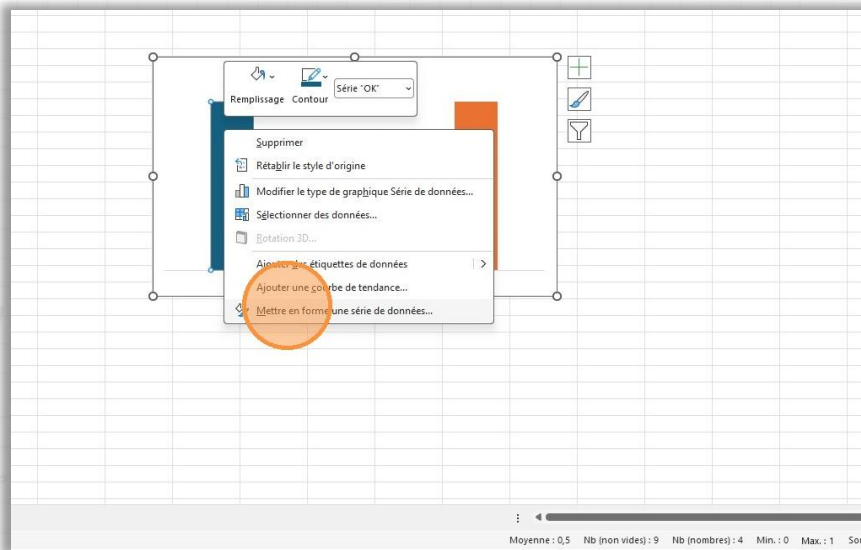 Remplissage Contour Série "OK"
Supprimer
Rétablir le style d'origine
Modifier le type de graphique Série de données...
Sélectionner des données...
Rotation 3D...
Ajouter des étiquettes de données
Ajouter une courbe de tendance...
Mettre en forme une série de données...
Moyenne : 0,5 Nb (non vides) : 9 Nb (nombres) : 4 Min. : 0 Max. : 1